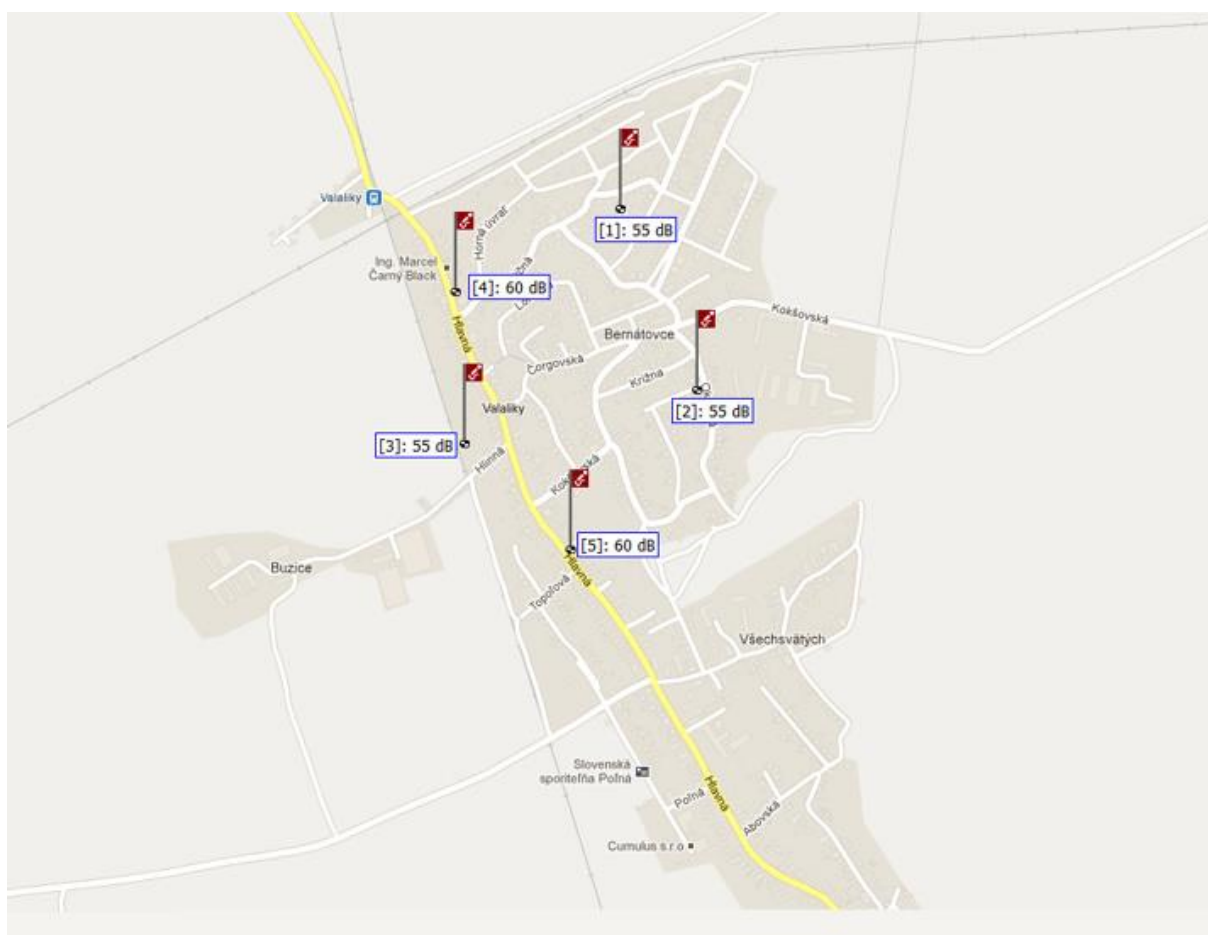 [1]: 55 dB
Valaliky
Horná úvrať
Ing. Marcel
Čarný Black
[4]: 60 dB
Hlavná
Kokšovská
Bernátovce
Čorgovská
Križna
Valaliky
[2]: 55 dB
[3]: 55 dB
Hlinná
[5]: 60 dB
Hlavná
Buzice
Topoľová
Všechsvätých
Slovenská
sporiteľňa Poľná
Poľná
Hlavná
Abovská
Cumulus s.r.o